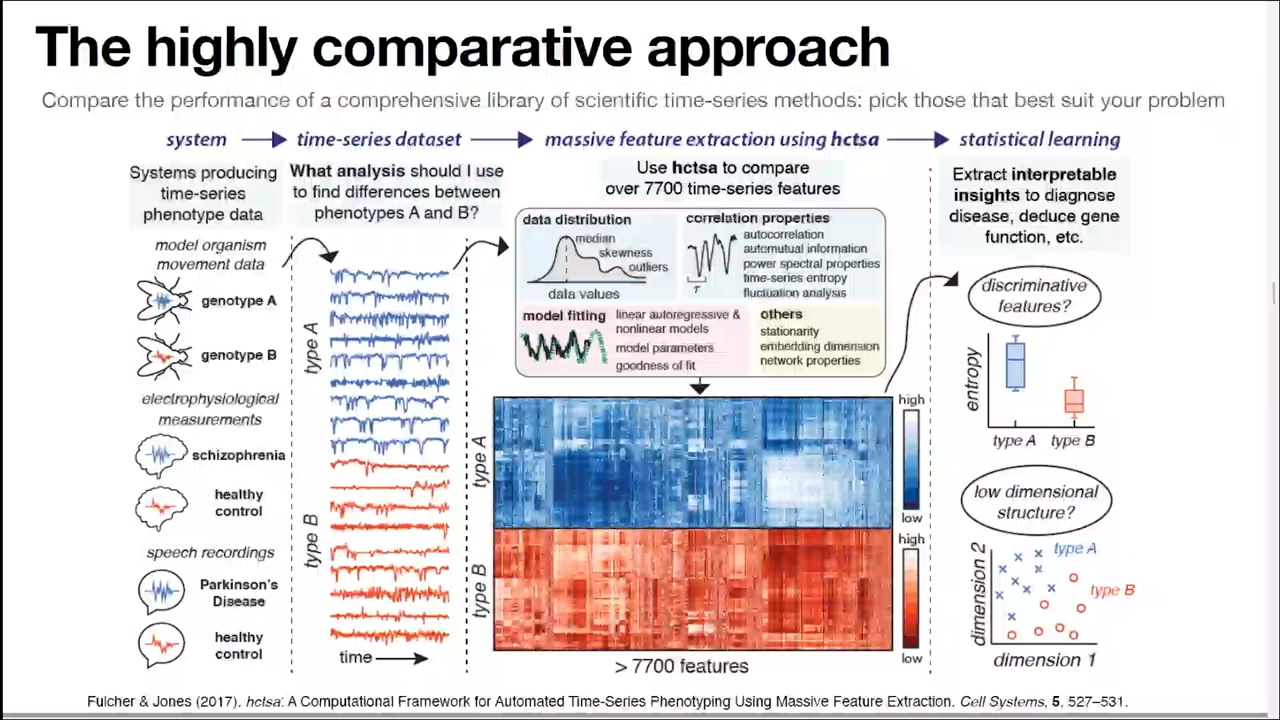 The highly comparative approach
Compare the performance of a comprehensive library of scientific time-series methods: pick those that best suit your problem
system
time-series dataset
massive feature extraction using hctsa
statistical learning
Systems producing
time-series
phenotype data
model organism
movement data
genotype A
genotype B
electrophysiological
measurements
schizophrenia
healthy
control
speech recordings
Parkinson's
Disease
healthy
control
What analysis should I use
to find differences between
phenotypes A and B?
type A
type B
time
Use hctsa to compare
over 7700 time-series features
data distribution
median
skewness
outliers
data values
correlation properties
τ
autocorrelation
automutual information
power spectral properties
time-series entropy
fluctuation analysis
model fitting
linear autoregressive &
nonlinear models
model parameters
goodness of fit
others
stationarity
embedding dimension
network properties
type A
type B
high
low
high
low
> 7700 features
Extract interpretable
insights to diagnose
disease, deduce gene
function, etc.
discriminative
features?
entropy
type A
type B
low dimensional
structure?
dimension 2
type A
type B
dimension 1
Fulcher & Jones (2017). hctsa: A Computational Framework for Automated Time-Series Phenotyping Using Massive Feature Extraction. Cell Systems, 5, 527–531.